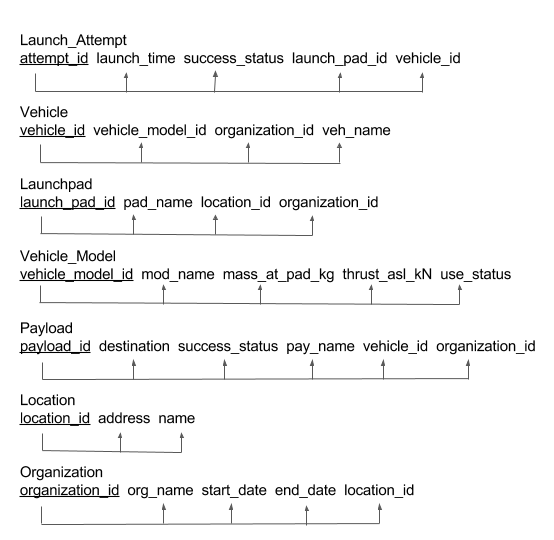 Launch_Attempt
attempt_id launch_time success_status launch_pad_id vehicle_id
Vehicle
vehicle_id vehicle_model_id organization_id veh_name
Launchpad
launch_pad_id pad_name location_id organization_id
Vehicle_Model
vehicle_model_id mod_name mass_at_pad_kg thrust_asl_kN use_status
Payload
payload_id destination success_status pay_name vehicle_id organization_id
Location
location_id address name
Organization
organization_id org_name start_date end_date location_id